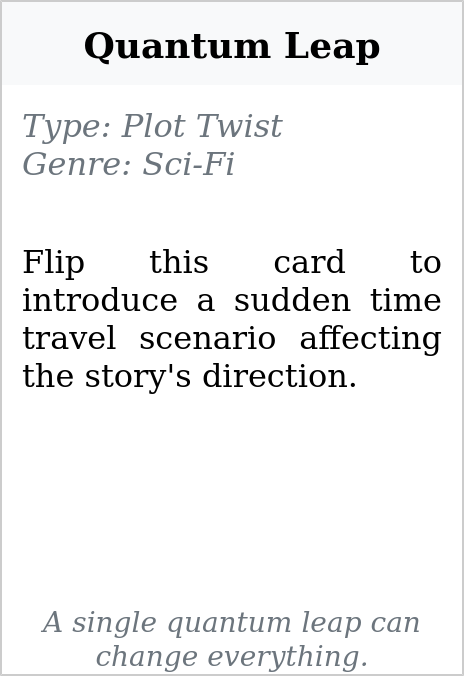 Quantum Leap
Type: Plot Twist
Genre: Sci-Fi
Flip this card to
introduce a sudden time
travel scenario affecting
the story's direction.
A single quantum leap can
change everything.